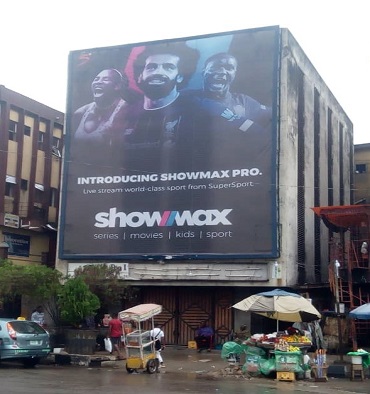 INTRODUCING SHOWMAX PRO.
Live stream world-class sport from SuperSport.
showmax
series | movies | kids | sport